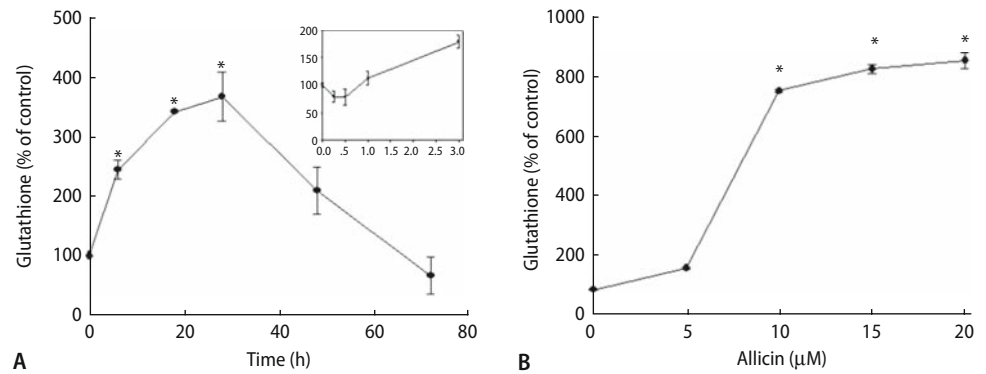 500
400
300
200
100
0
Glutathione (% of control)
*
*
*
200
150
100
50
0
0.0 .5 1.0 1.5 2.0 2.5 3.0
0 20 40 60 80
Time (h)
A
1000
800
600
400
200
0
Glutathione (% of control)
*
*
*
0 5 10 15 20
Allicin (μM)
B